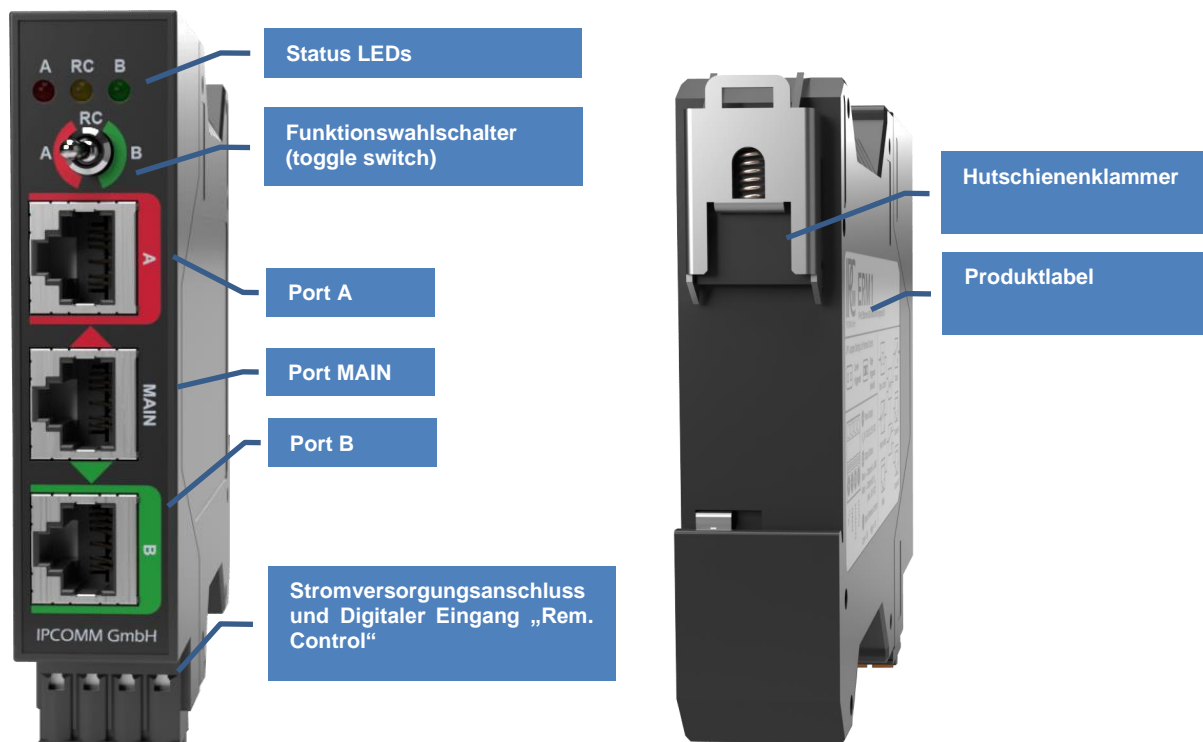 A RC B
Status LEDs
RC
A B
Funktionswahlschalter
(toggle switch)
A
Port A
MAIN
Port MAIN
Port B
B
Stromversorgungsanschluss
und Digitaler Eingang „Rem.
Control“
IPCOMM GmbH
Hutschienenklammer
Produktlabel
ERM1